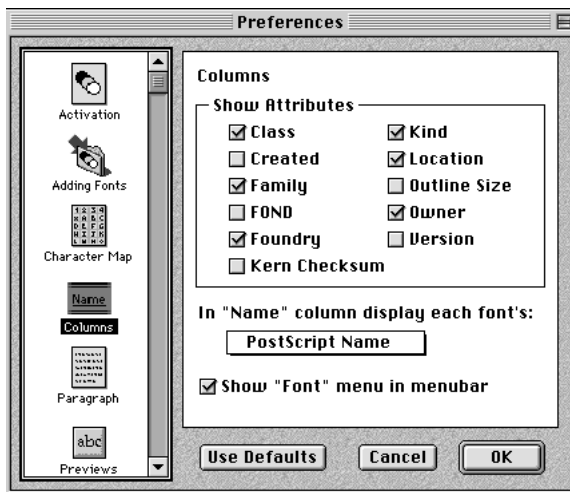 Preferences
Activation
Adding Fonts
Character Map
Name
Columns
Paragraph
abc
Previews
Columns
Show Attributes
Class
Kind
Created
Location
Family
Outline Size
FOND
Owner
Foundry
Version
Kern Checksum
In "Name" column display each font's:
PostScript Name
Show "Font" menu in menubar
Use Defaults
Cancel
OK